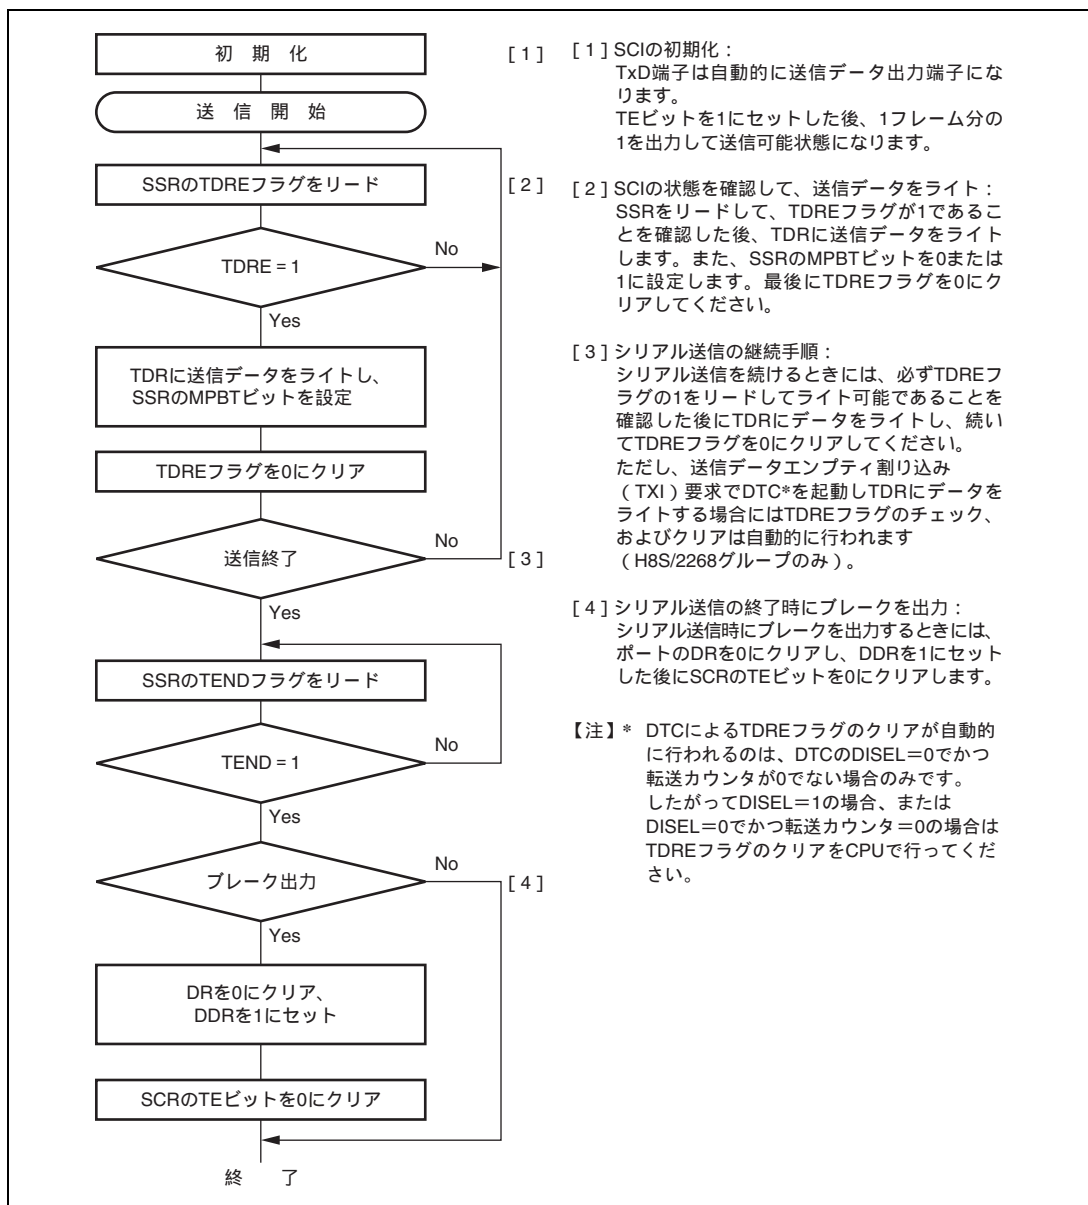 初 期 化
[ 1 ]
送 信 開 始
SSRのTDREフラグをリード
[ 2 ]
TDRE = 1
No
Yes
TDRに送信データをライトし、
SSRのMPBTビットを設定
TDREフラグを0にクリア
送信終了
No
[ 3 ]
Yes
SSRのTENDフラグをリード
TEND = 1
No
Yes
ブレーク出力
No
[ 4 ]
Yes
DRを0にクリア、
DDRを1にセット
SCRのTEビットを0にクリア
終 了
[ 1 ] SCIの初期化：
TxD端子は自動的に送信データ出力端子にな
ります。
TEビットを1にセットした後、1フレーム分の
1を出力して送信可能状態になります。
[ 2 ] SCIの状態を確認して、送信データをライト：
SSRをリードして、TDREフラグが1であるこ
とを確認した後、TDRに送信データをライト
します。また、SSRのMPBTビットを0または
1に設定します。最後にTDREフラグを0にク
リアしてください。
[ 3 ] シリアル送信の継続手順：
シリアル送信を続けるときには、必ずTDREフ
ラグの1をリードしてライト可能であることを
確認した後にTDRにデータをライトし、続い
てTDREフラグを0にクリアしてください。
ただし、送信データエンプティ割り込み
（TXI）要求でDTC*を起動しTDRにデータを
ライトする場合にはTDREフラグのチェック、
およびクリアは自動的に行われます
（H8S/2268グループのみ）。
[ 4 ] シリアル送信の終了時にブレークを出力：
シリアル送信時にブレークを出力するときには、
ポートのDRを0にクリアし、DDRを1にセット
した後にSCRのTEビットを0にクリアします。
【注】* DTCによるTDREフラグのクリアが自動的
に行われるのは、DTCのDISEL＝0でかつ
転送カウンタが0でない場合のみです。
したがってDISEL＝1の場合、または
DISEL＝0でかつ転送カウンタ＝0の場合は
TDREフラグのクリアをCPUで行ってくだ
さい。